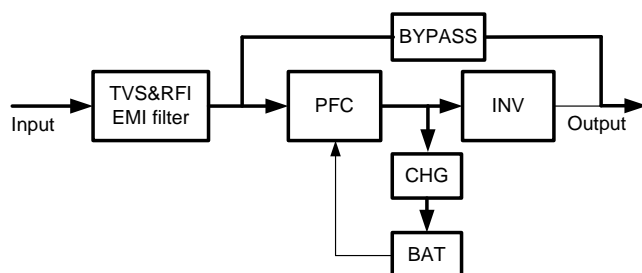 BYPASS
TVS&RFI
EMI filter
PFC
INV
Input
Output
CHG
BAT